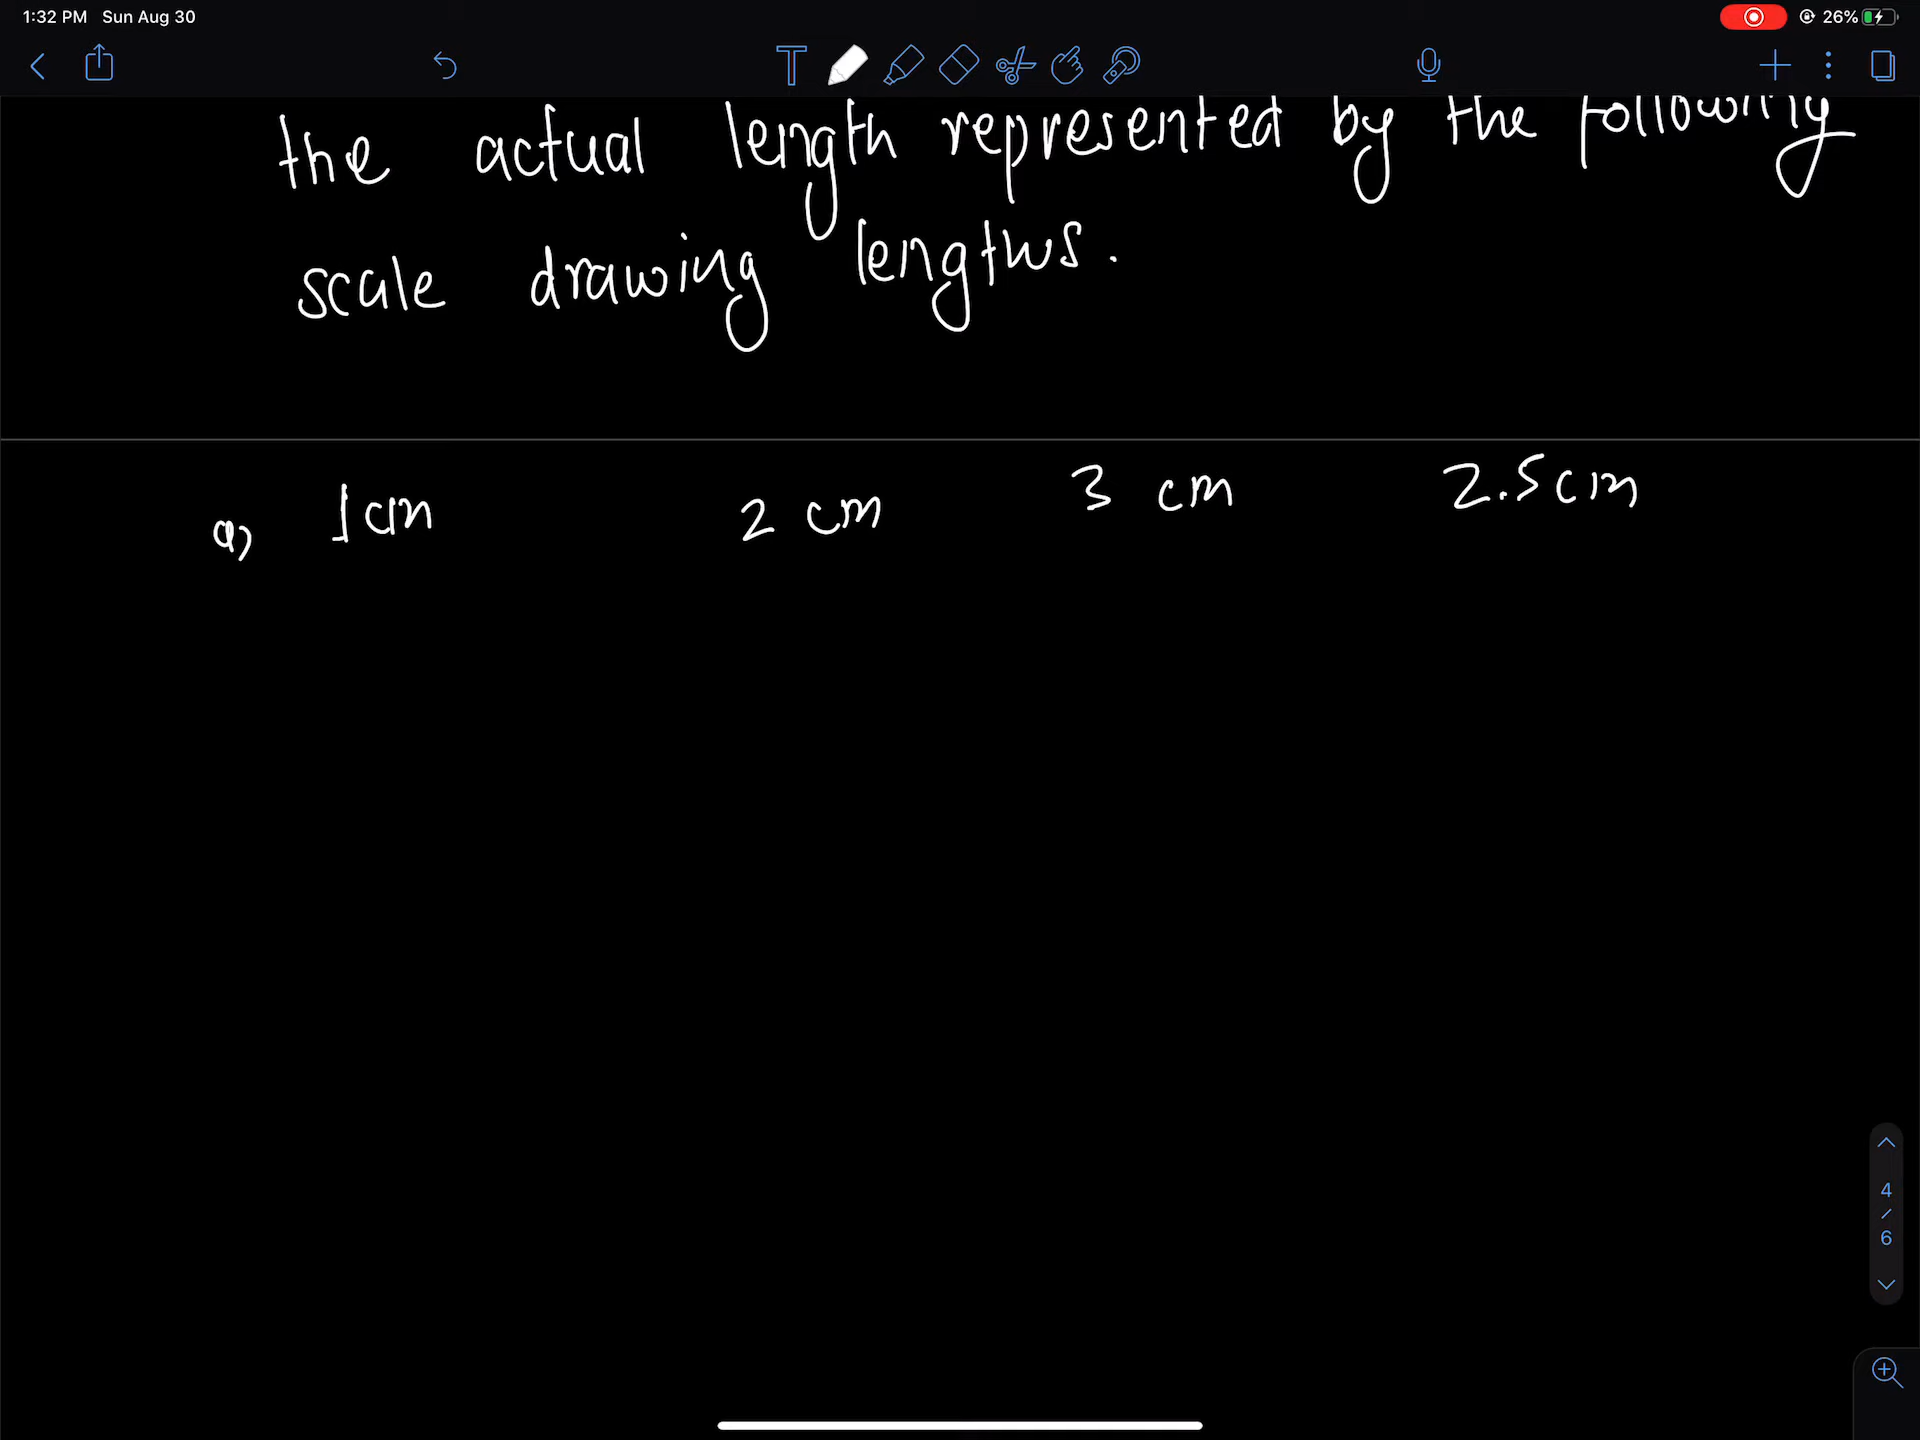 1:32 PM Sun Aug 30 26%
the actual length represented by the following
scale drawing lengths.
a) 1cm 2 cm 3 cm 2.5cm
4
/
6